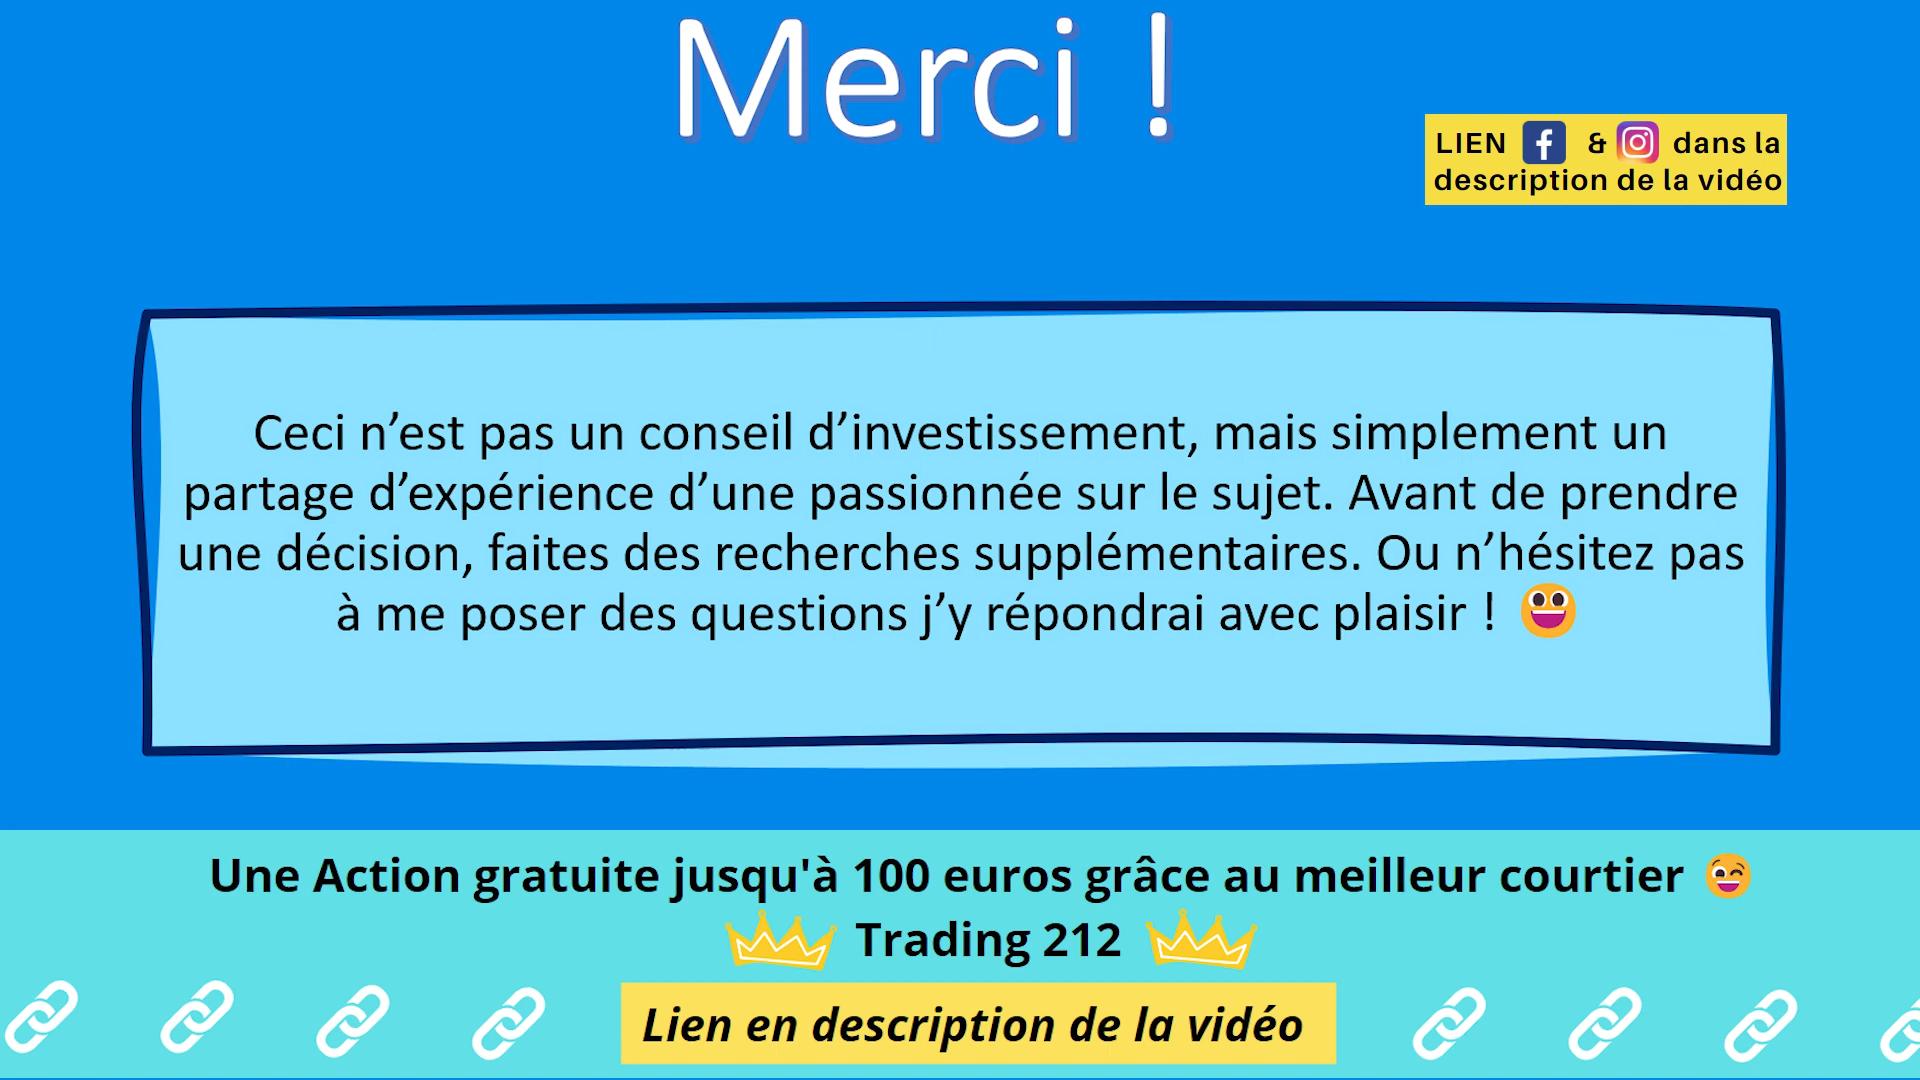 Merci !
LIEN & dans la
description de la vidéo
Ceci n’est pas un conseil d’investissement, mais simplement un
partage d’expérience d’une passionnée sur le sujet. Avant de prendre
une décision, faites des recherches supplémentaires. Ou n’hésitez pas
à me poser des questions j’y répondrai avec plaisir ! 😀
Une Action gratuite jusqu'à 100 euros grâce au meilleur courtier 😉
Trading 212
Lien en description de la vidéo